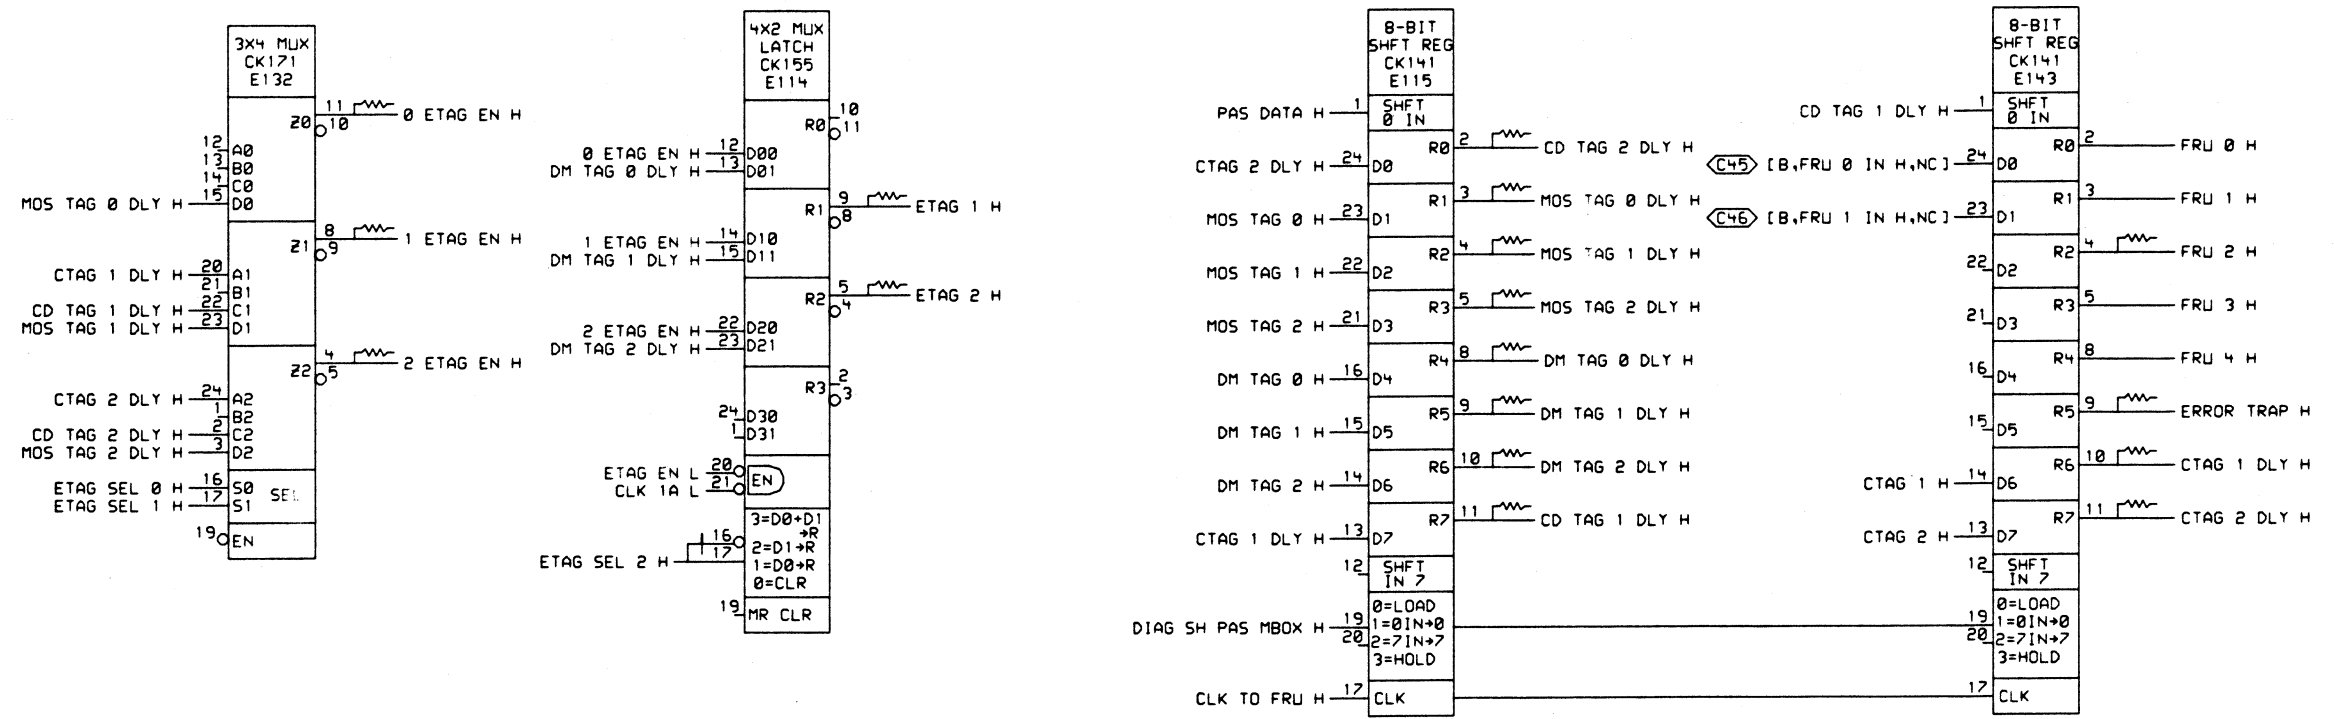 3X4 MUX
CK171
E132
Z0 11 0 ETAG EN H
10
12 A0
13 B0
14 C0
MOS TAG 0 DLY H 15 D0
Z1 8 1 ETAG EN H
9
CTAG 1 DLY H 20 A1
21 B1
CD TAG 1 DLY H 22 C1
MOS TAG 1 DLY H 23 D1
Z2 4 2 ETAG EN H
5
CTAG 2 DLY H 24 A2
1 B2
CD TAG 2 DLY H 2 C2
MOS TAG 2 DLY H 3 D2
ETAG SEL 0 H 16 S0 SEL
ETAG SEL 1 H 17 S1
19 EN
4X2 MUX
LATCH
CK155
E114
R0 10
11
0 ETAG EN H 12 D00
DM TAG 0 DLY H 13 D01
R1 9 ETAG 1 H
8
1 ETAG EN H 14 D10
DM TAG 1 DLY H 15 D11
R2 5 ETAG 2 H
4
2 ETAG EN H 22 D20
DM TAG 2 DLY H 23 D21
R3 2
3
24 D30
1 D31
ETAG EN L 20 EN
CLK 1A L 21
3=D0+D1
→R
16 2=D1→R
ETAG SEL 2 H 17 1=D0→R
0=CLR
19 MR CLR
8-BIT
SHFT REG
CK141
E115
PAS DATA H 1 SHFT
0 IN
R0 2 CD TAG 2 DLY H
CTAG 2 DLY H 24 D0
R1 3 MOS TAG 0 DLY H
MOS TAG 0 H 23 D1
R2 4 MOS TAG 1 DLY H
MOS TAG 1 H 22 D2
R3 5 MOS TAG 2 DLY H
MOS TAG 2 H 21 D3
R4 8 DM TAG 0 DLY H
DM TAG 0 H 16 D4
R5 9 DM TAG 1 DLY H
DM TAG 1 H 15 D5
R6 10 DM TAG 2 DLY H
DM TAG 2 H 14 D6
R7 11 CD TAG 1 DLY H
CTAG 1 DLY H 13 D7
12 SHFT
IN 7
0=LOAD
DIAG SH PAS MBOX H 19 1=0IN→0
20 2=7IN→7
3=HOLD
CLK TO FRU H 17 CLK
8-BIT
SHFT REG
CK141
E143
CD TAG 1 DLY H 1 SHFT
0 IN
R0 2 FRU 0 H
C45 [B,FRU 0 IN H,NC] 24 D0
R1 3 FRU 1 H
C46 [B,FRU 1 IN H,NC] 23 D1
R2 4 FRU 2 H
22 D2
R3 5 FRU 3 H
21 D3
R4 8 FRU 4 H
16 D4
R5 9 ERROR TRAP H
15 D5
R6 10 CTAG 1 DLY H
CTAG 1 H 14 D6
R7 11 CTAG 2 DLY H
CTAG 2 H 13 D7
12 SHFT
IN 7
0=LOAD
19 1=0IN→0
20 2=7IN→7
3=HOLD
17 CLK